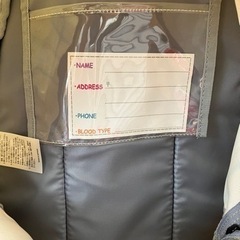 ·NAME
·ADDRESS 〒
·PHONE
·BLOOD TYPE